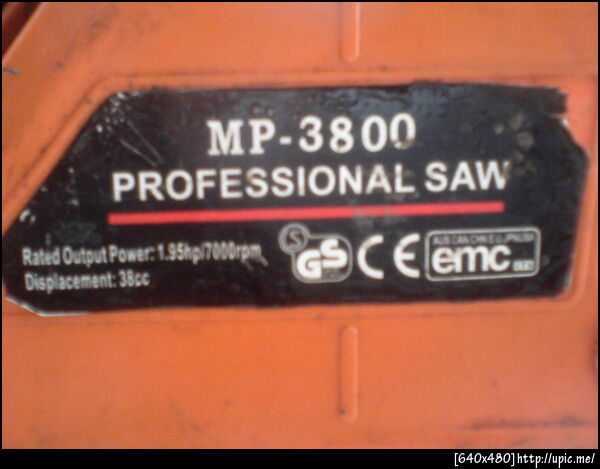 MP-3800
PROFESSIONAL SAW
Rated Output Power: 1.95hp/7000rpm
Displacement: 38cc
S GS CE emc
[640x480]http://upic.me/